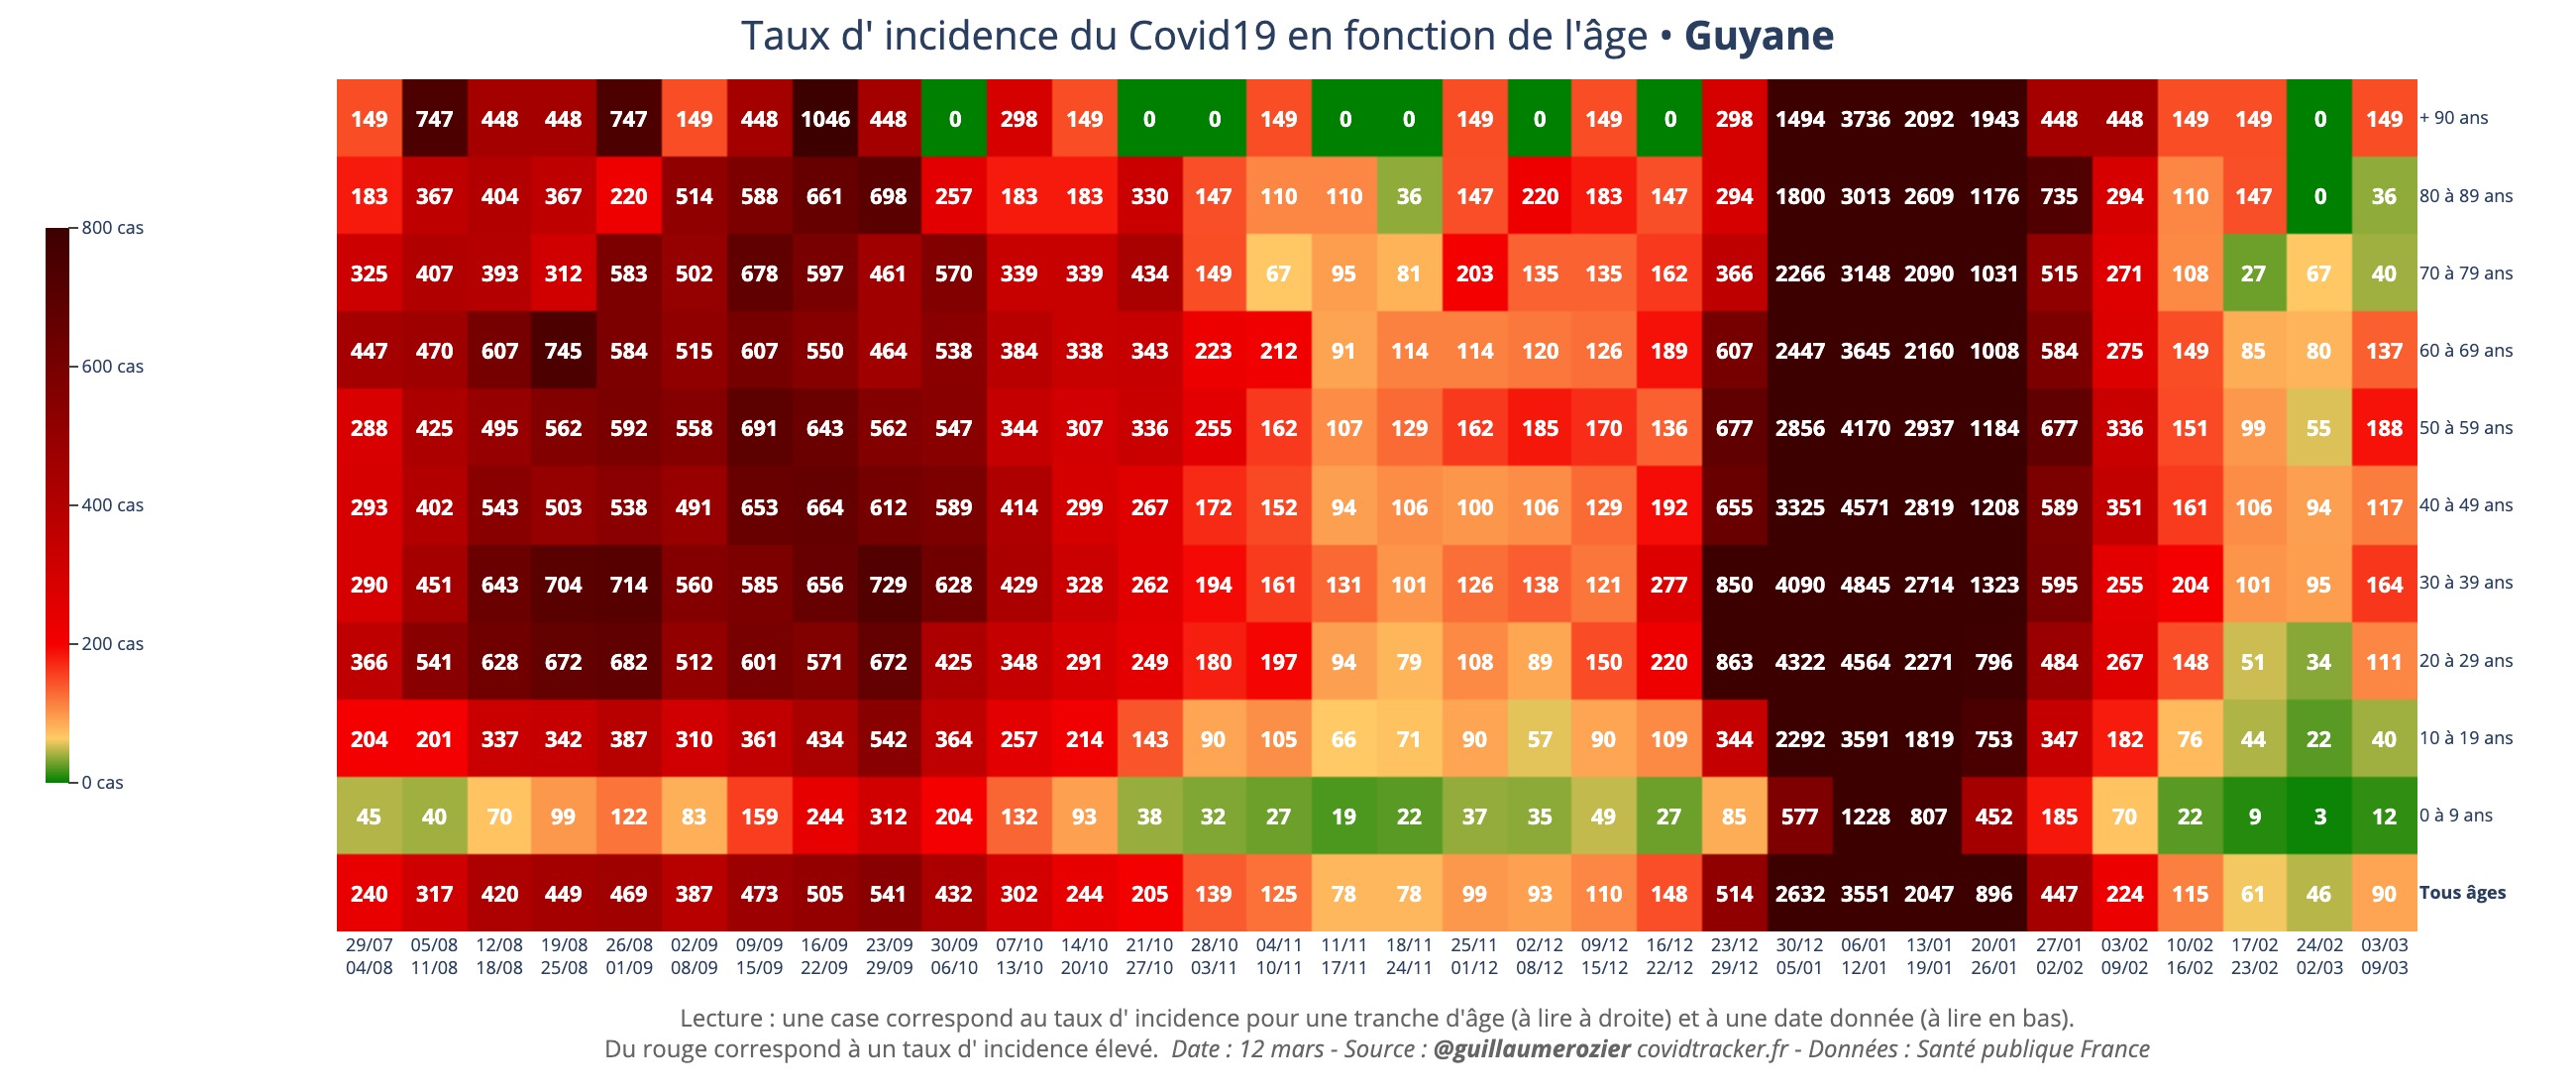 Taux d' incidence du Covid19 en fonction de l'âge • Guyane
149 747 448 448 747 149 448 1046 448 0 298 149 0 0 149 0 0 149 0 149 0 298 1494 3736 2092 1943 448 448 149 149 0 149 + 90 ans
183 367 404 367 220 514 588 661 698 257 183 183 330 147 110 110 36 147 220 183 147 294 1800 3013 2609 1176 735 294 110 147 0 36 80 à 89 ans
800 cas
325 407 393 312 583 502 678 597 461 570 339 339 434 149 67 95 81 203 135 135 162 366 2266 3148 2090 1031 515 271 108 27 67 40 70 à 79 ans
447 470 607 745 584 515 607 550 464 538 384 338 343 223 212 91 114 114 120 126 189 607 2447 3645 2160 1008 584 275 149 85 80 137 60 à 69 ans
600 cas
288 425 495 562 592 558 691 643 562 547 344 307 336 255 162 107 129 162 185 170 136 677 2856 4170 2937 1184 677 336 151 99 55 188 50 à 59 ans
400 cas
293 402 543 503 538 491 653 664 612 589 414 299 267 172 152 94 106 100 106 129 192 655 3325 4571 2819 1208 589 351 161 106 94 117 40 à 49 ans
290 451 643 704 714 560 585 656 729 628 429 328 262 194 161 131 101 126 138 121 277 850 4090 4845 2714 1323 595 255 204 101 95 164 30 à 39 ans
200 cas
366 541 628 672 682 512 601 571 672 425 348 291 249 180 197 94 79 108 89 150 220 863 4322 4564 2271 796 484 267 148 51 34 111 20 à 29 ans
204 201 337 342 387 310 361 434 542 364 257 214 143 90 105 66 71 90 57 90 109 344 2292 3591 1819 753 347 182 76 44 22 40 10 à 19 ans
0 cas
45 40 70 99 122 83 159 244 312 204 132 93 38 32 27 19 22 37 35 49 27 85 577 1228 807 452 185 70 22 9 3 12 0 à 9 ans
240 317 420 449 469 387 473 505 541 432 302 244 205 139 125 78 78 99 93 110 148 514 2632 3551 2047 896 447 224 115 61 46 90 Tous âges
29/07 05/08 12/08 19/08 26/08 02/09 09/09 16/09 23/09 30/09 07/10 14/10 21/10 28/10 04/11 11/11 18/11 25/11 02/12 09/12 16/12 23/12 30/12 06/01 13/01 20/01 27/01 03/02 10/02 17/02 24/02 03/03
04/08 11/08 18/08 25/08 01/09 08/09 15/09 22/09 29/09 06/10 13/10 20/10 27/10 03/11 10/11 17/11 24/11 01/12 08/12 15/12 22/12 29/12 05/01 12/01 19/01 26/01 02/02 09/02 16/02 23/02 02/03 09/03
Lecture : une case correspond au taux d' incidence pour une tranche d'âge (à lire à droite) et à une date donnée (à lire en bas).
Du rouge correspond à un taux d' incidence élevé. Date : 12 mars - Source : @guillaumerozier covidtracker.fr - Données : Santé publique France